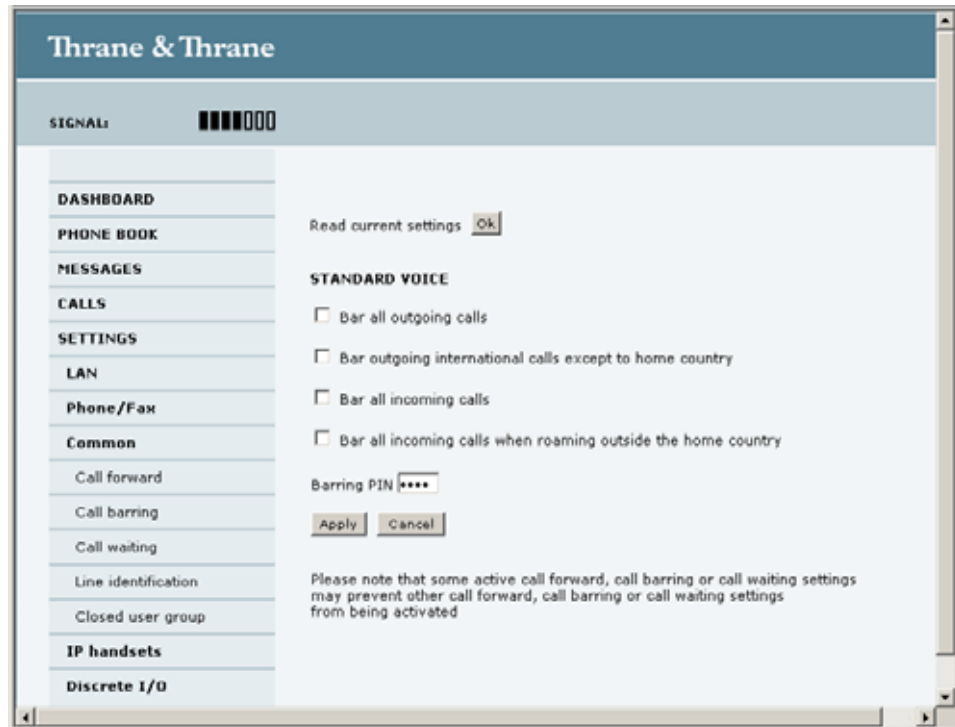 Thrane & Thrane
SIGNAL:
DASHBOARD
PHONE BOOK
MESSAGES
CALLS
SETTINGS
LAN
Phone/Fax
Common
Call forward
Call barring
Call waiting
Line identification
Closed user group
IP handsets
Discrete I/O
Read current settings Ok
STANDARD VOICE
Bar all outgoing calls
Bar outgoing international calls except to home country
Bar all incoming calls
Bar all incoming calls when roaming outside the home country
Barring PIN ••••
Apply Cancel
Please note that some active call forward, call barring or call waiting settings
may prevent other call forward, call barring or call waiting settings
from being activated